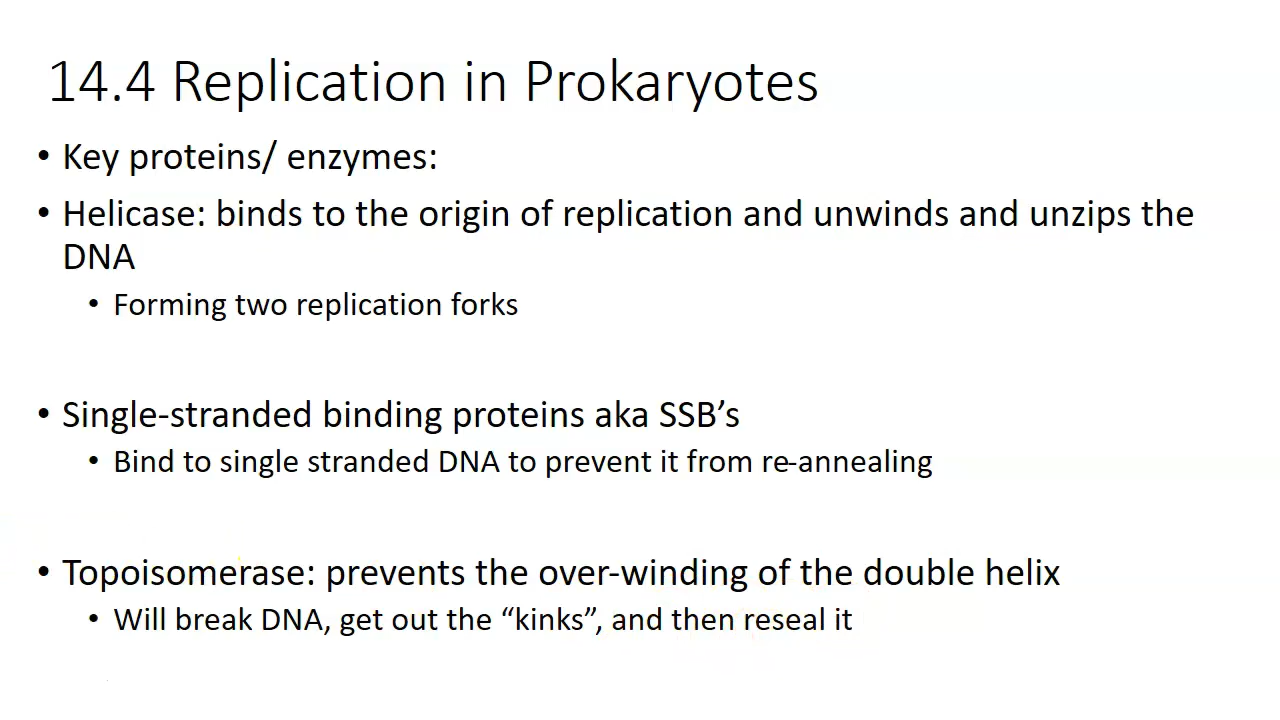 14.4 Replication in Prokaryotes
• Key proteins/ enzymes:
• Helicase: binds to the origin of replication and unwinds and unzips the
DNA
• Forming two replication forks
• Single-stranded binding proteins aka SSB’s
• Bind to single stranded DNA to prevent it from re-annealing
• Topoisomerase: prevents the over-winding of the double helix
• Will break DNA, get out the “kinks”, and then reseal it